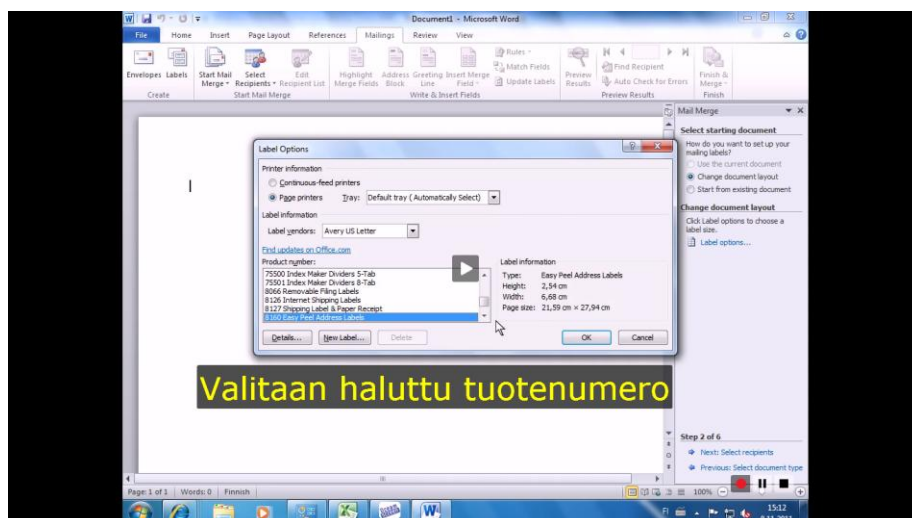 Document1 - Microsoft Word
File Home Insert Page Layout References Mailings Review View
Envelopes Labels
Start Mail Merge
Select Recipients
Edit Recipient List
Highlight Merge Fields
Address Block
Greeting Line
Insert Merge Field
Rules
Match Fields
Update Labels
Preview Results
Find Recipient
Auto Check for Errors
Finish & Merge
Create Start Mail Merge Write & Insert Fields Preview Results Finish
Mail Merge
Select starting document
How do you want to set up your
mailing labels?
Use the current document
Change document layout
Start from existing document
Change document layout
Click Label options to choose a
label size.
Label options...
Label Options
Printer information
Continuous-feed printers
Page printers Tray: Default tray (Automatically Select)
Label information
Label vendors: Avery US Letter
Find updates on Office.com
Product number:
75500 Index Maker Dividers 5-Tab
75501 Index Maker Dividers 8-Tab
8066 Removable Filing Labels
8126 Internet Shipping Labels
8127 Shipping Label & Paper Receipt
8160 Easy Peel Address Labels
Label information
Type: Easy Peel Address Labels
Height: 2,54 cm
Width: 6,68 cm
Page size: 21,59 cm × 27,94 cm
Details... New Label... Delete OK Cancel
Valitaan haluttu tuotenumero
Step 2 of 6
Next: Select recipients
Previous: Select document type
Page: 1 of 1 Words: 0 Finnish 100%
FI 15:12